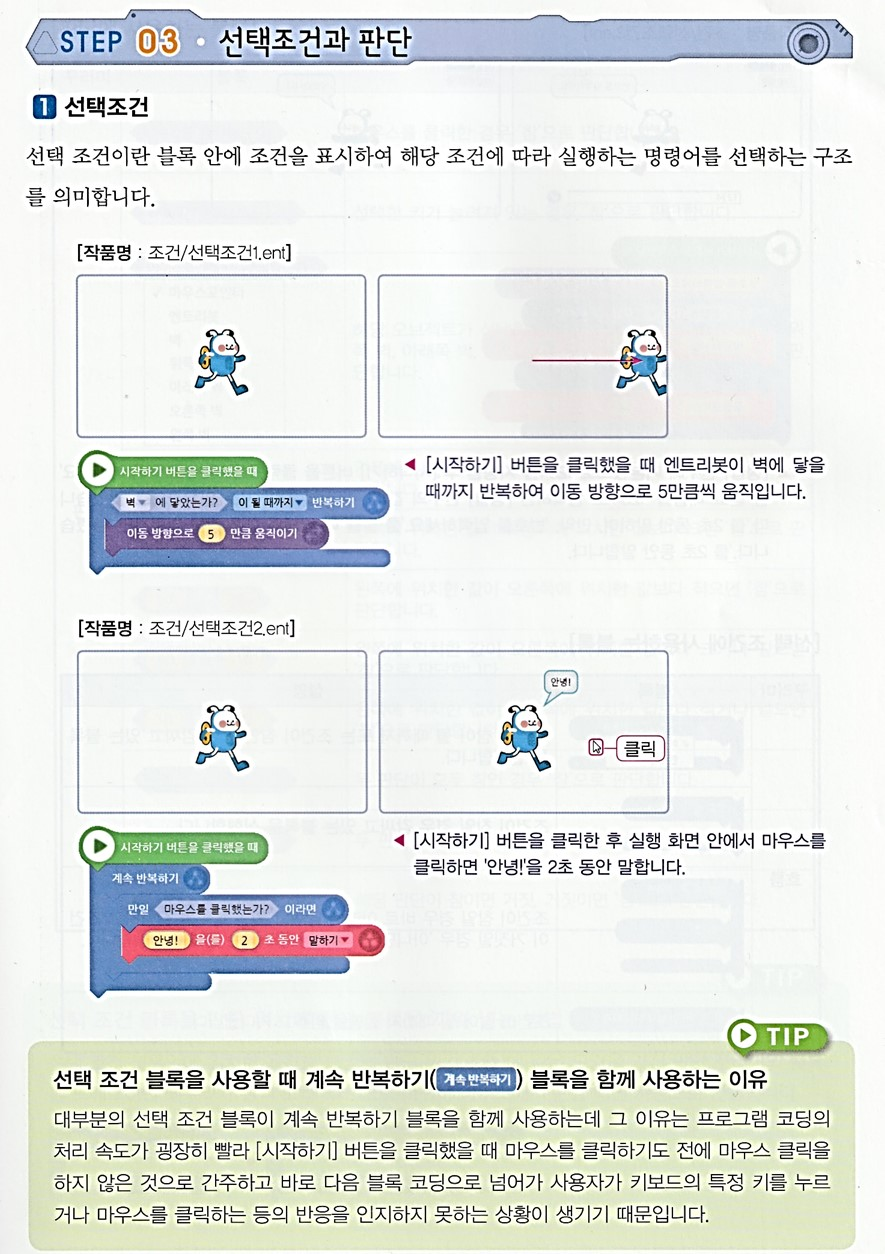 STEP 03 · 선택조건과 판단
1 선택조건
선택 조건이란 블록 안에 조건을 표시하여 해당 조건에 따라 실행하는 명령어를 선택하는 구조
를 의미합니다.
[작품명 : 조건/선택조건1.ent]
시작하기 버튼을 클릭했을 때
벽 ▼ 에 닿았는가? 이 될 때까지 ▼ 반복하기
이동 방향으로 5 만큼 움직이기
◀ [시작하기] 버튼을 클릭했을 때 엔트리봇이 벽에 닿을
때까지 반복하여 이동 방향으로 5만큼씩 움직입니다.
[작품명 : 조건/선택조건2.ent]
안녕!
클릭
시작하기 버튼을 클릭했을 때
계속 반복하기
만일 마우스를 클릭했는가? 이라면
안녕! 을(를) 2 초 동안 말하기 ▼
◀ [시작하기] 버튼을 클릭한 후 실행 화면 안에서 마우스를
클릭하면 '안녕!'을 2초 동안 말합니다.
TIP
선택 조건 블록을 사용할 때 계속 반복하기(계속 반복하기) 블록을 함께 사용하는 이유
대부분의 선택 조건 블록이 계속 반복하기 블록을 함께 사용하는데 그 이유는 프로그램 코딩의
처리 속도가 굉장히 빨라 [시작하기] 버튼을 클릭했을 때 마우스를 클릭하기도 전에 마우스 클릭을
하지 않은 것으로 간주하고 바로 다음 블록 코딩으로 넘어가 사용자가 키보드의 특정 키를 누르
거나 마우스를 클릭하는 등의 반응을 인지하지 못하는 상황이 생기기 때문입니다.